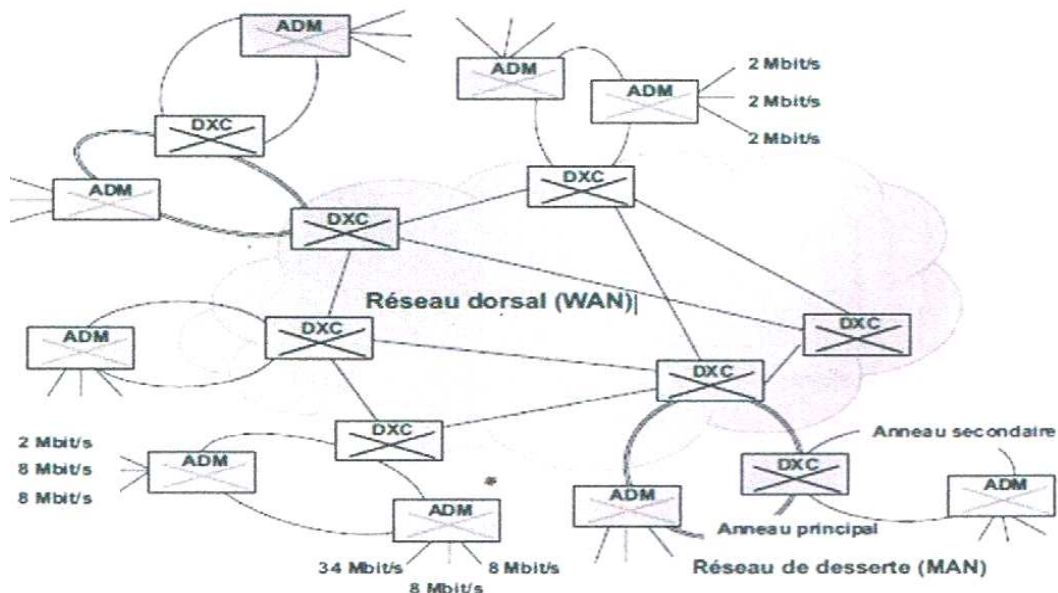 ADM
ADM
ADM
2 Mbit/s
2 Mbit/s
2 Mbit/s
DXC
DXC
ADM
DXC
Réseau dorsal (WAN)
DXC
DXC
ADM
DXC
DXC
2 Mbit/s
8 Mbit/s
8 Mbit/s
ADM
Anneau secondaire
DXC
ADM
ADM
ADM
Anneau principal
34 Mbit/s
8 Mbit/s
8 Mbit/s
Réseau de desserte (MAN)